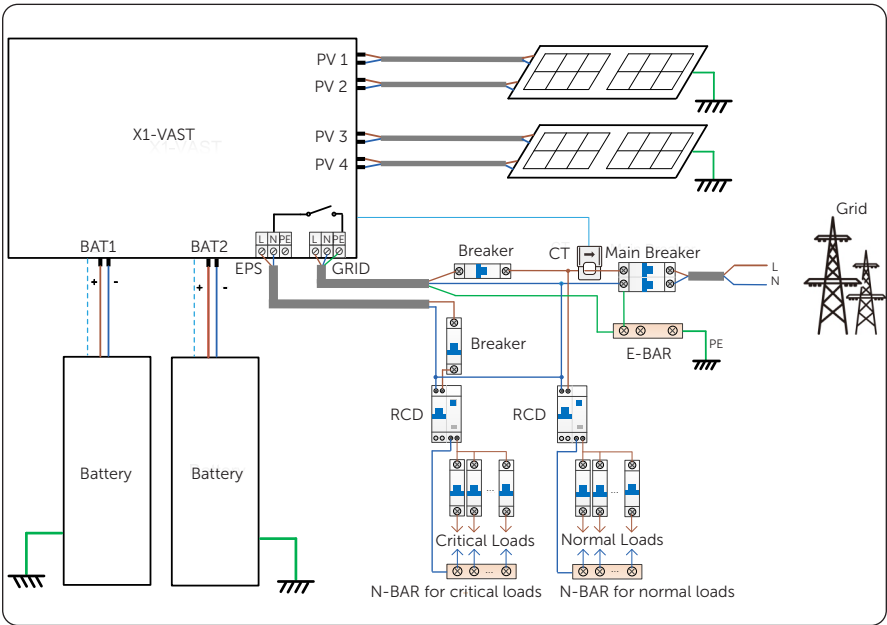 PV 1
PV 2
X1-VAST
PV 3
PV 4
Grid
BAT1
BAT2
L N PE
L N PE
EPS
GRID
Breaker
CT
Main Breaker
L
N
+
-
+
-
Breaker
E-BAR
PE
RCD
RCD
Battery
Battery
...
...
Critical Loads
Normal Loads
...
...
N-BAR for critical loads
N-BAR for normal loads